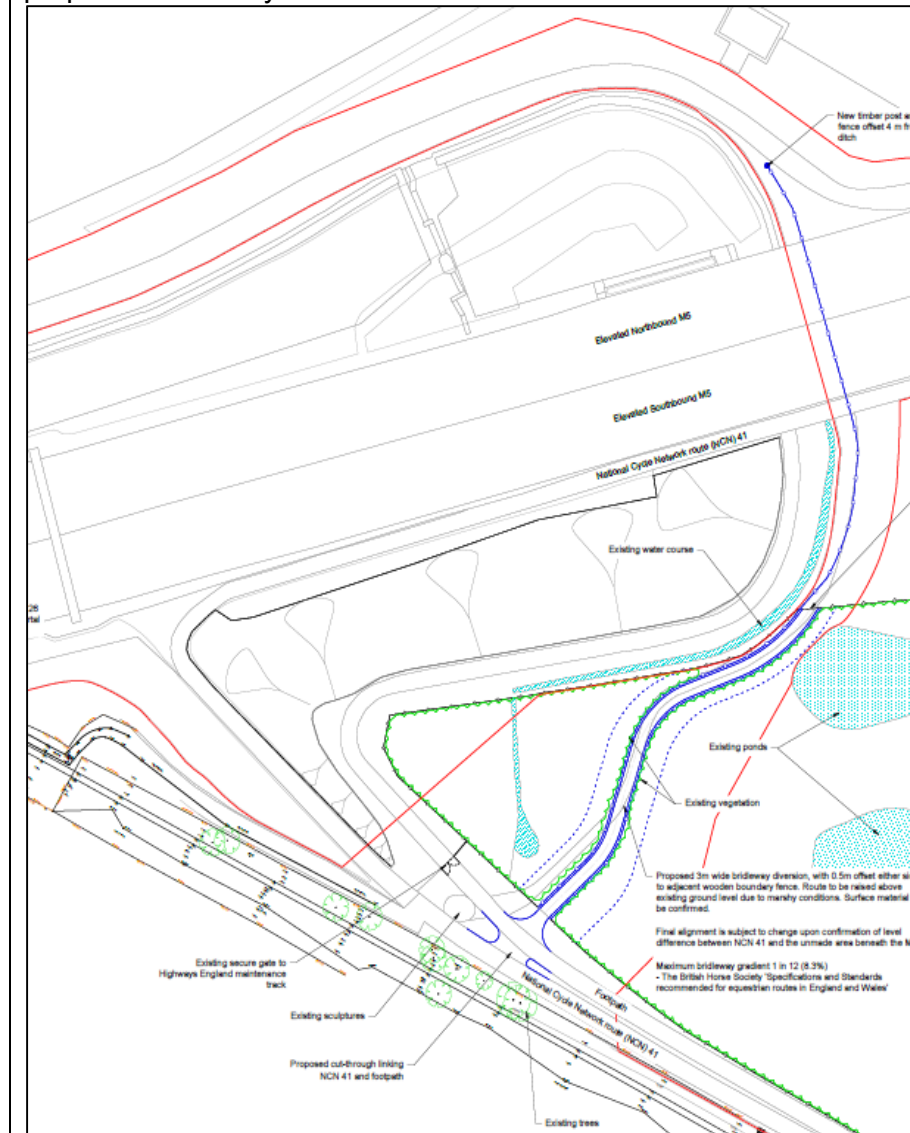 New timber post a
fence offset 4 m fr
ditch
Elevated Northbound M5
Elevated Southbound M5
National Cycle Network route (NCN) 41
Existing water course
26
rtal
Existing ponds
Existing vegetation
Proposed 3m wide bridleway diversion, with 0.5m offset either si
to adjacent wooden boundary fence. Route to be raised above
existing ground level due to marshy conditions. Surface material
be confirmed.
Final alignment is subject to change upon confirmation of level
difference between NCN 41 and the unmade area beneath the M
Maximum bridleway gradient 1 in 12 (8.3%)
- The British Horse Society 'Specifications and Standards
recommended for equestrian routes in England and Wales'
Existing secure gate to
Highways England maintenance
track
Footpath
National Cycle Network route (NCN) 41
Existing sculptures
Proposed cut-through linking
NCN 41 and footpath
Existing trees